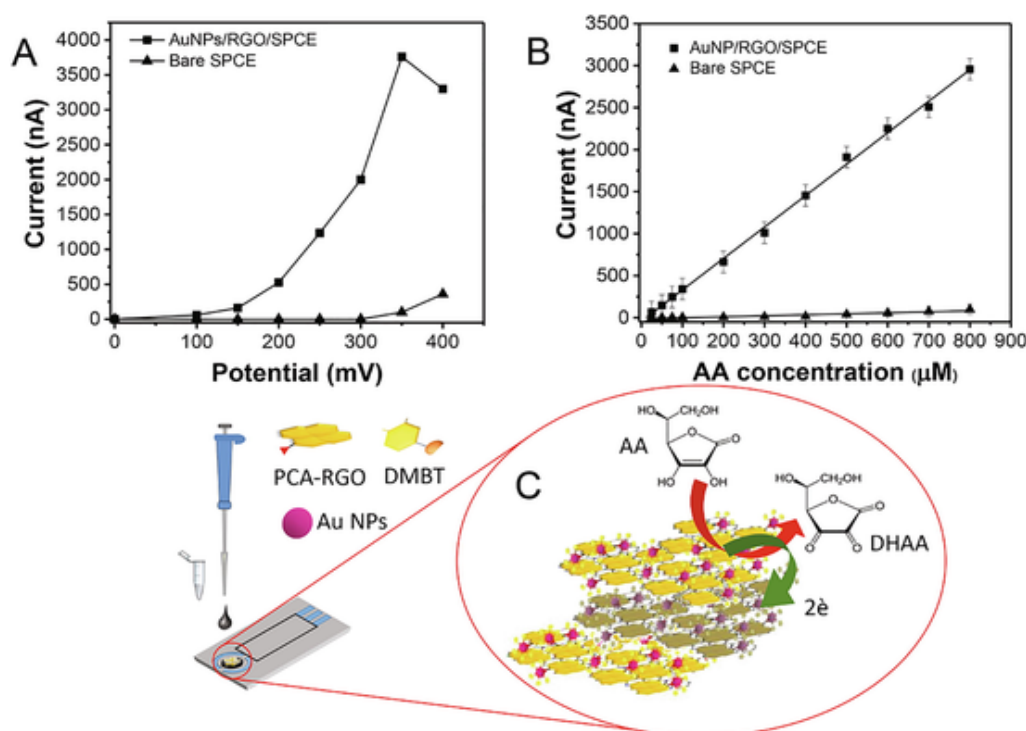 A
AuNPs/RGO/SPCE
Bare SPCE
Current (nA)
4000
3500
3000
2500
2000
1500
1000
500
0
0 100 200 300 400
Potential (mV)
B
AuNP/RGO/SPCE
Bare SPCE
Current (nA)
3500
3000
2500
2000
1500
1000
500
0
0 100 200 300 400 500 600 700 800 900
AA concentration (μM)
PCA-RGO
DMBT
Au NPs
C
AA
HO
CH₂OH
O
O
HO
OH
HO
CH₂OH
O
O
O
O
DHAA
2è